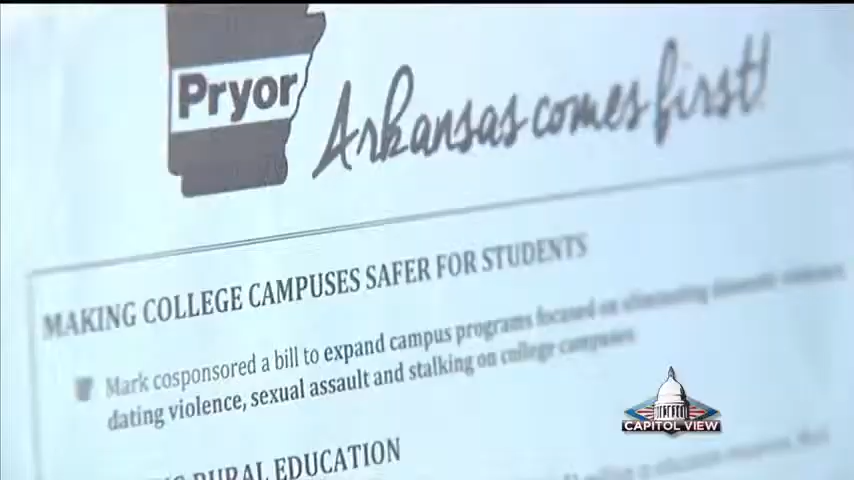 Pryor
Arkansas comes first!
MAKING COLLEGE CAMPUSES SAFER FOR STUDENTS
Mark cosponsored a bill to expand campus programs focused on eliminating domestic violence,
dating violence, sexual assault and stalking on college campuses
RURAL EDUCATION
CAPITOL VIEW